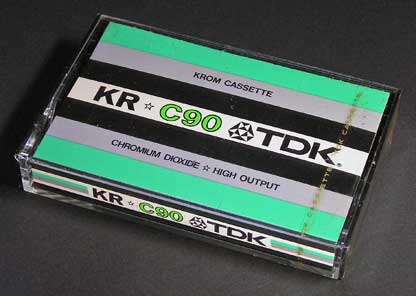 KROM CASSETTE
KR ☆ C90 TDK
CHROMIUM DIOXIDE ☆ HIGH OUTPUT
KR ☆ C90 TDK